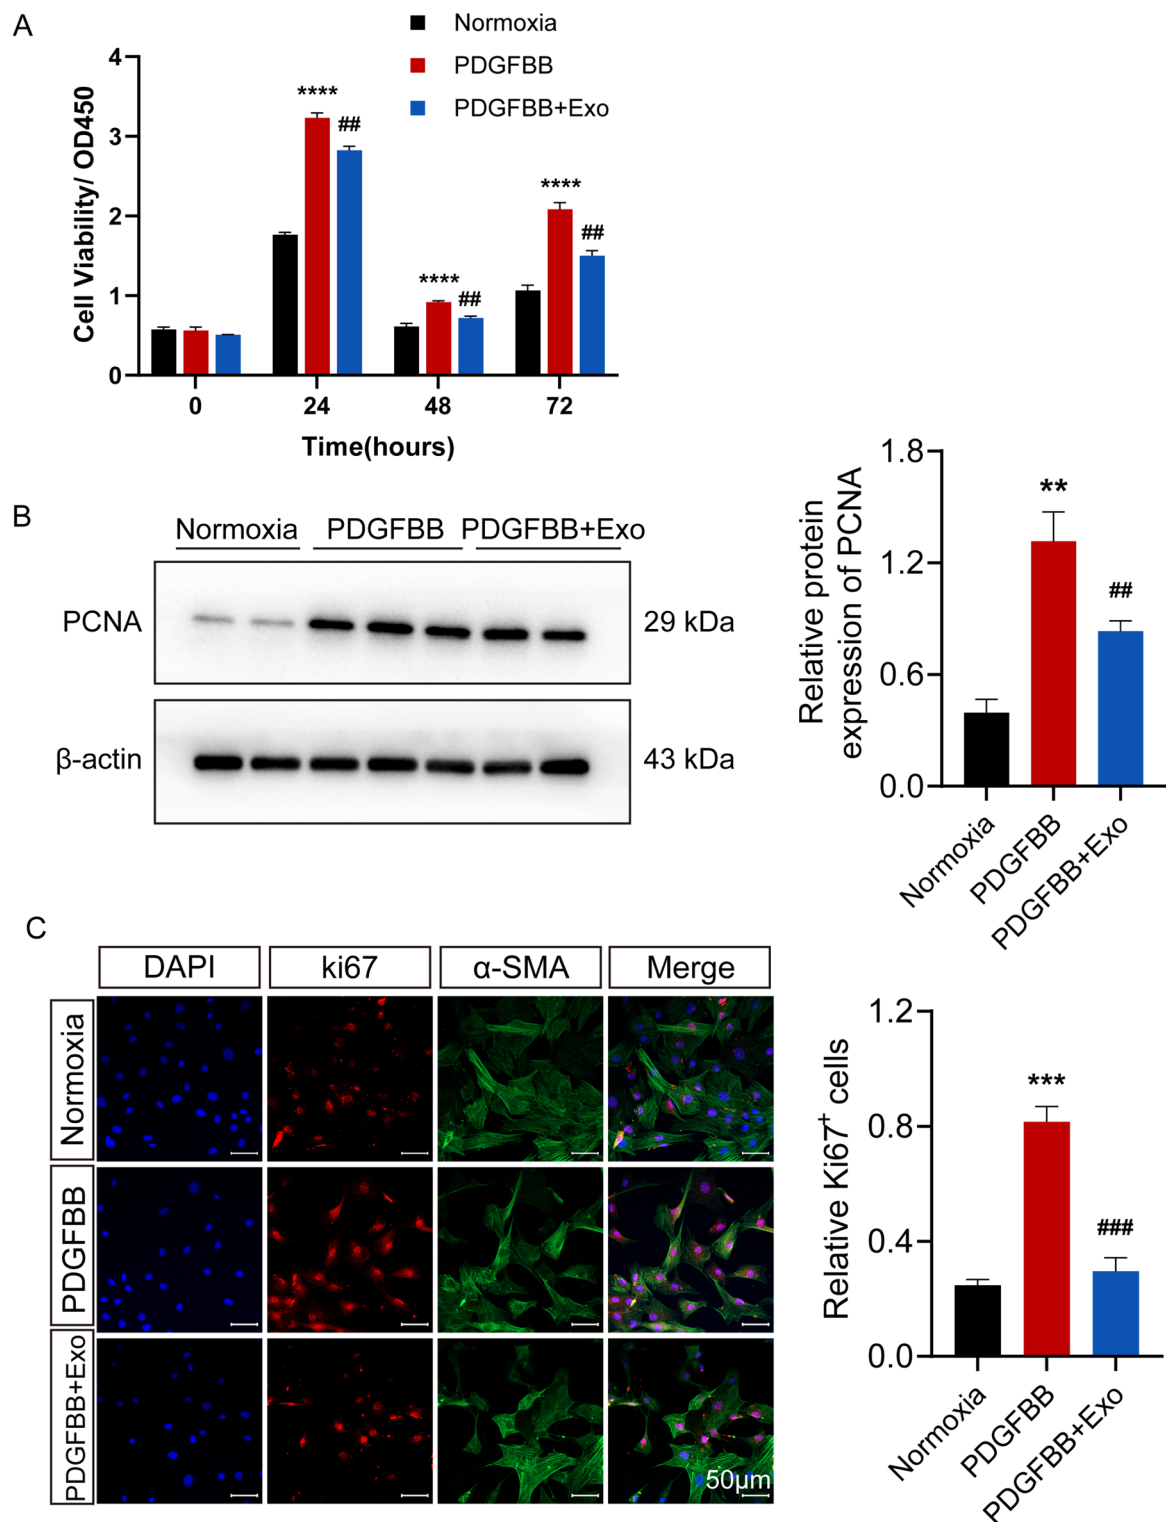 A
Normoxia
PDGFBB
PDGFBB+Exo
Cell Viability/ OD450
4
3
2
1
0
****
##
****
##
****
##
0 24 48 72
Time(hours)
B
Normoxia PDGFBB PDGFBB+Exo
PCNA 29 kDa
β-actin 43 kDa
Relative protein
expression of PCNA
1.8
1.2
0.6
0.0
**
##
Normoxia
PDGFBB
PDGFBB+Exo
C
DAPI ki67 α-SMA Merge
Normoxia
PDGFBB
PDGFBB+Exo
50μm
Relative Ki67+ cells
1.2
0.8
0.4
0.0
***
###
Normoxia
PDGFBB
PDGFBB+Exo